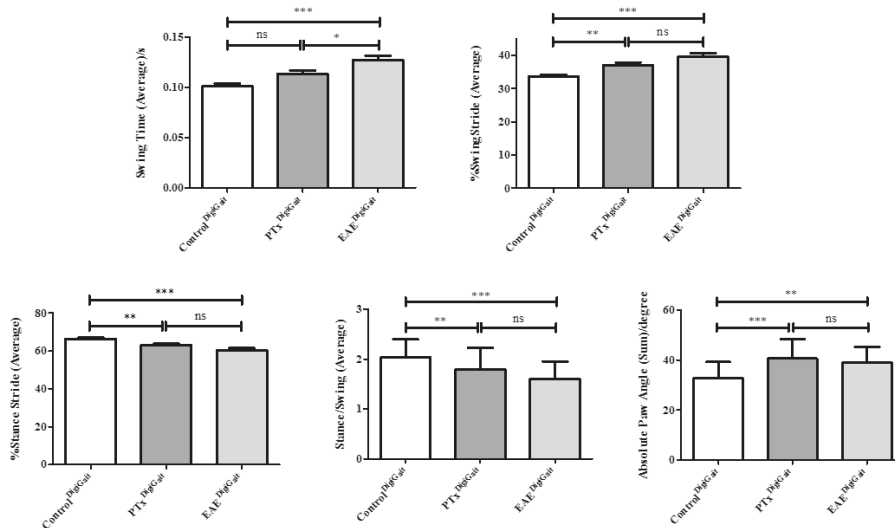 ***
ns
*
Swing Time (Average)/s
0.15
0.10
0.05
0.00
Control^DigiGait
PTx^DigiGait
EAE^DigiGait
***
**
ns
%SwingStride (Average)
40
30
20
10
0
Control^DigiGait
PTx^DigiGait
EAE^DigiGait
***
**
ns
%Stance Stride (Average)
80
60
40
20
0
Control^DigiGait
PTx^DigiGait
EAE^DigiGait
***
**
ns
Stance/Swing (Average)
3
2
1
0
Control^DigiGait
PTx^DigiGait
EAE^DigiGait
**
***
ns
Absolute Paw Angle (Sum)/degree
60
40
20
0
Control^DigiGait
PTx^DigiGait
EAE^DigiGait